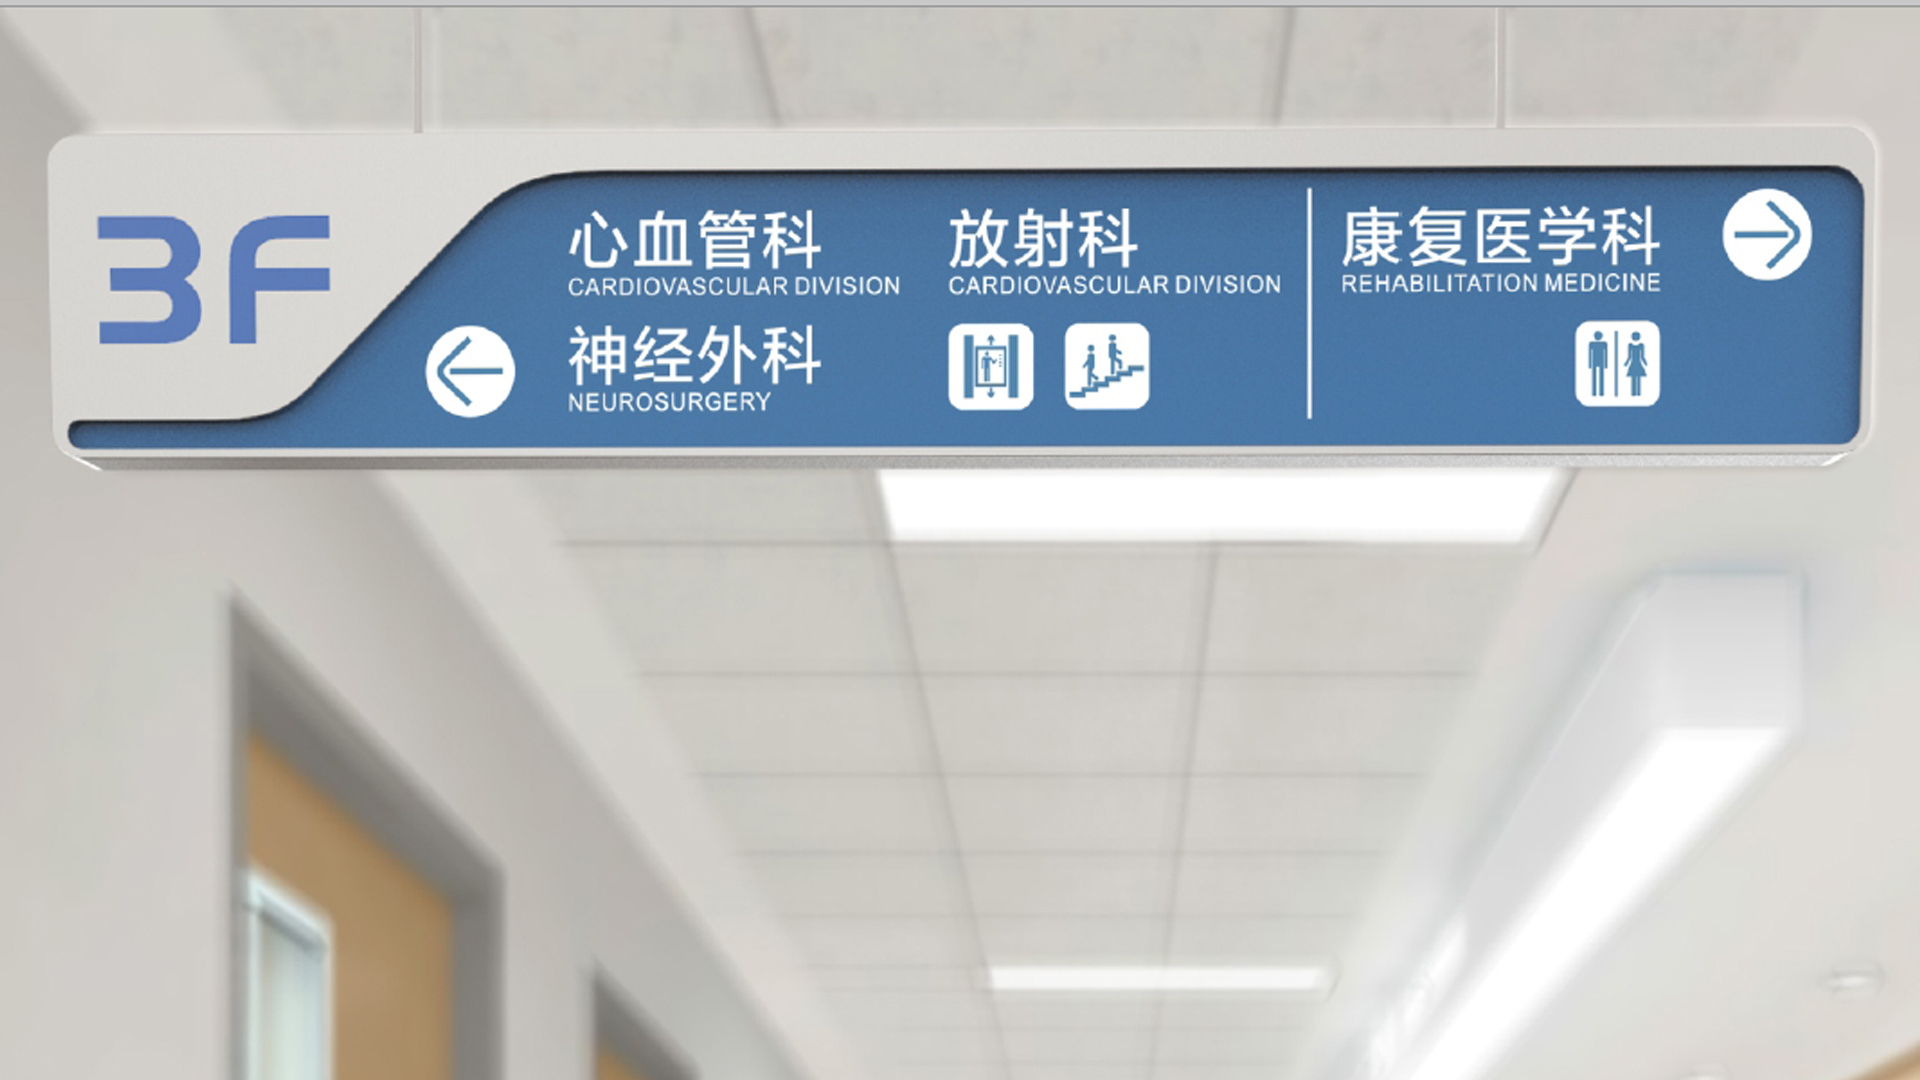 3F
心血管科
CARDIOVASCULAR DIVISION
神经外科
NEUROSURGERY
放射科
CARDIOVASCULAR DIVISION
康复医学科
REHABILITATION MEDICINE